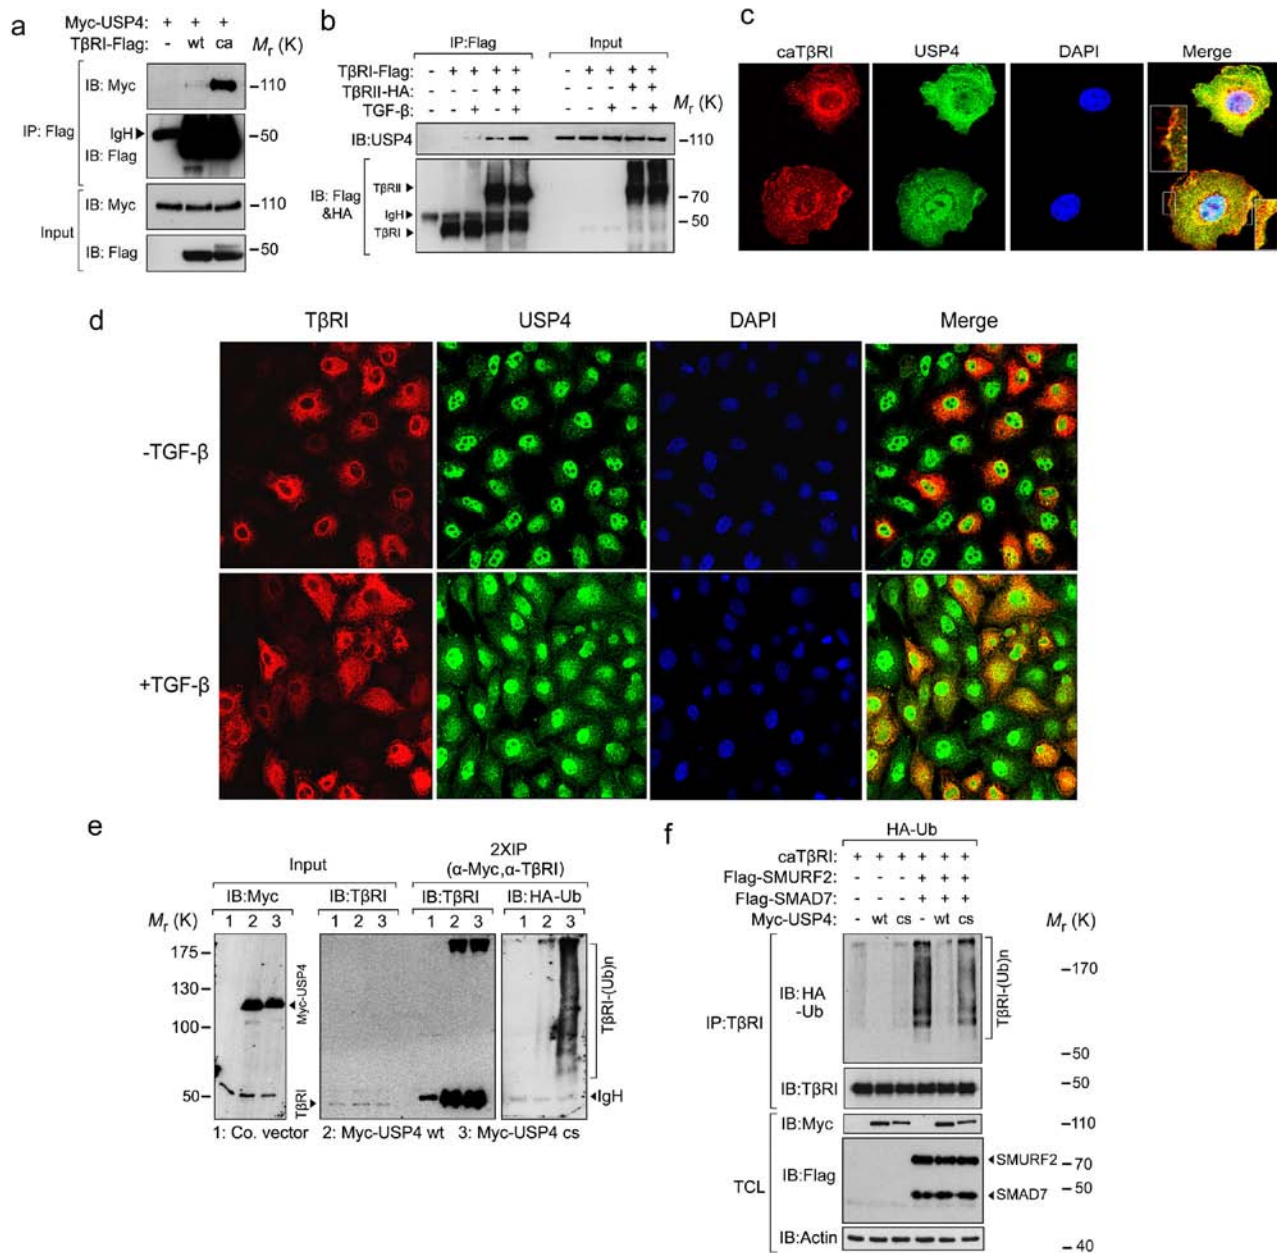 a
Myc-USP4: + + +
TβRI-Flag: - wt ca Mr (K)
IP: Flag
IB: Myc –110
IgH –50
IB: Flag
Input
IB: Myc –110
IB: Flag –50
b
IP:Flag Input
TβRI-Flag: - + + + + - + + + +
TβRII-HA: - - - + + - - - + +
TGF-β: - - + - + - - + - +
Mr (K)
IB:USP4 –110
IB: Flag &HA
TβRII
–70
IgH –50
TβRI
c
caTβRI USP4 DAPI Merge
d
TβRI USP4 DAPI Merge
-TGF-β
+TGF-β
e
Input
2XIP
(α-Myc,α-TβRI)
IB:Myc IB:TβRI IB:TβRI IB:HA-Ub
Mr (K) 1 2 3 1 2 3 1 2 3 1 2 3
175
130
100
50
Myc-USP4
TβRI
TβRI-(Ub)n
IgH
1: Co. vector 2: Myc-USP4 wt 3: Myc-USP4 cs
f
HA-Ub
caTβRI: + + + + + +
Flag-SMURF2: - - - + + +
Flag-SMAD7: - - - + + +
Myc-USP4: - wt cs - wt cs
Mr (K)
IP:TβRI
IB:HA
-Ub
TβRI-(Ub)n
–170
–50
IB:TβRI –50
TCL
IB:Myc –110
IB:Flag
SMURF2 –70
SMAD7 –50
IB:Actin
–40